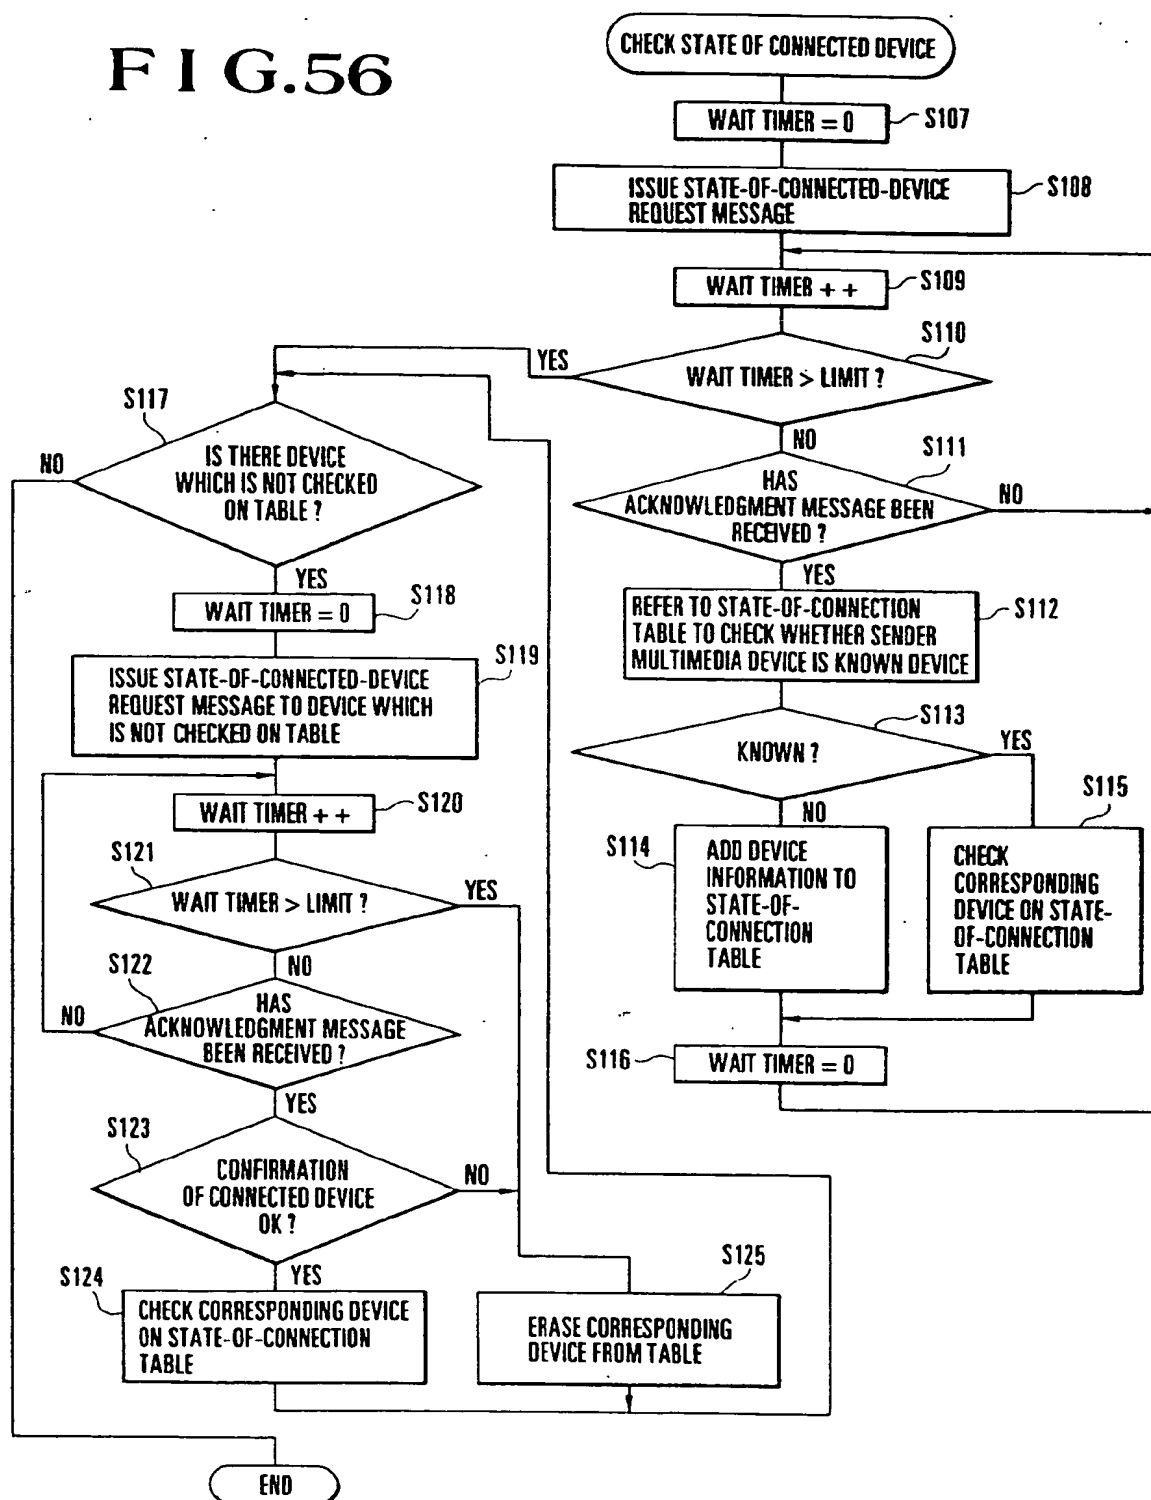 FIG.56
CHECK STATE OF CONNECTED DEVICE
WAIT TIMER = 0
S107
ISSUE STATE-OF-CONNECTED-DEVICE
REQUEST MESSAGE
S108
WAIT TIMER + +
S109
S110
WAIT TIMER > LIMIT ?
YES
NO
S111
HAS
ACKNOWLEDGMENT MESSAGE BEEN
RECEIVED ?
NO
YES
REFER TO STATE-OF-CONNECTION
TABLE TO CHECK WHETHER SENDER
MULTIMEDIA DEVICE IS KNOWN DEVICE
S112
S113
KNOWN ?
YES
NO
S114
ADD DEVICE
INFORMATION TO
STATE-OF-
CONNECTION
TABLE
S115
CHECK
CORRESPONDING
DEVICE ON STATE-
OF-CONNECTION
TABLE
S116
WAIT TIMER = 0
S117
NO
IS THERE DEVICE
WHICH IS NOT CHECKED
ON TABLE ?
YES
WAIT TIMER = 0
S118
S119
ISSUE STATE-OF-CONNECTED-DEVICE
REQUEST MESSAGE TO DEVICE WHICH
IS NOT CHECKED ON TABLE
WAIT TIMER + +
S120
S121
WAIT TIMER > LIMIT ?
YES
NO
S122
HAS
ACKNOWLEDGMENT MESSAGE
BEEN RECEIVED ?
NO
YES
S123
CONFIRMATION
OF CONNECTED DEVICE
OK ?
NO
YES
S124
CHECK CORRESPONDING DEVICE
ON STATE-OF-CONNECTION
TABLE
S125
ERASE CORRESPONDING
DEVICE FROM TABLE
END